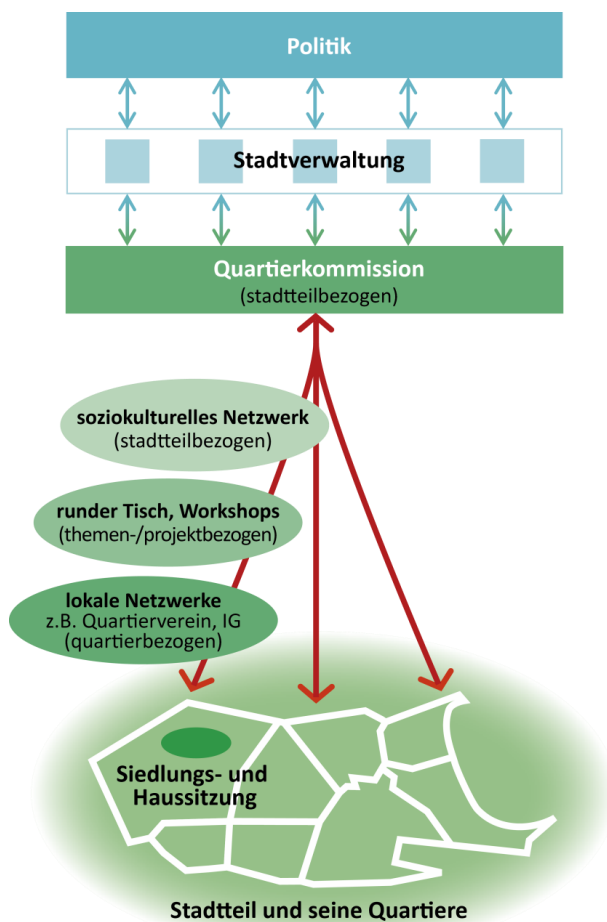 Politik
Stadtverwaltung
Quartierkommission
(stadtteilbezogen)
soziokulturelles Netzwerk
(stadtteilbezogen)
runder Tisch, Workshops
(themen-/projektbezogen)
lokale Netzwerke
z.B. Quartierverein, IG
(quartierbezogen)
Siedlungs- und
Haussitzung
Stadtteil und seine Quartiere